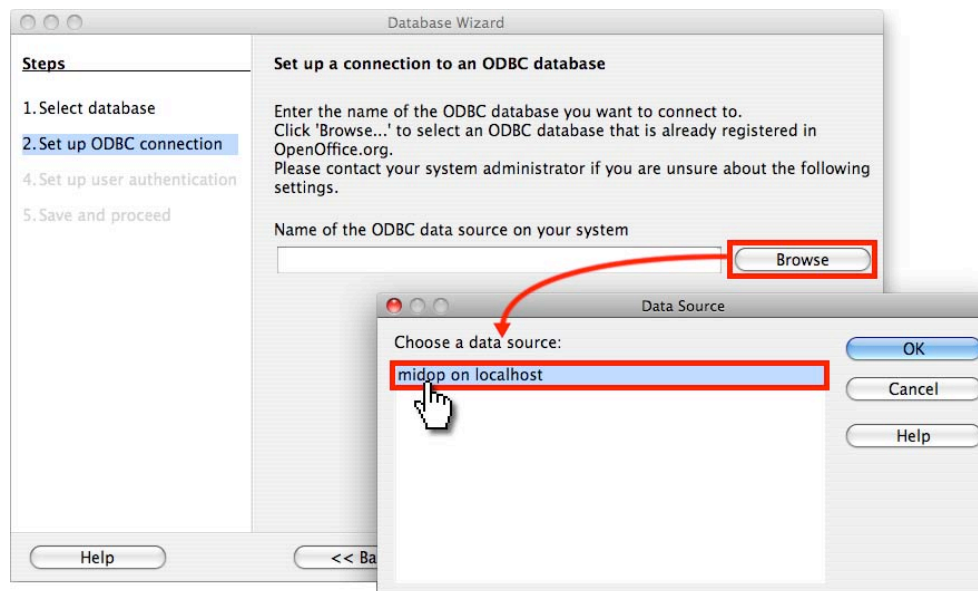 Database Wizard
Steps
1.Select database
2.Set up ODBC connection
4.Set up user authentication
5.Save and proceed
Set up a connection to an ODBC database
Enter the name of the ODBC database you want to connect to.
Click 'Browse...' to select an ODBC database that is already registered in
OpenOffice.org.
Please contact your system administrator if you are unsure about the following
settings.
Name of the ODBC data source on your system
Browse
Data Source
Choose a data source:
midop on localhost
OK
Cancel
Help
Help
<< Ba